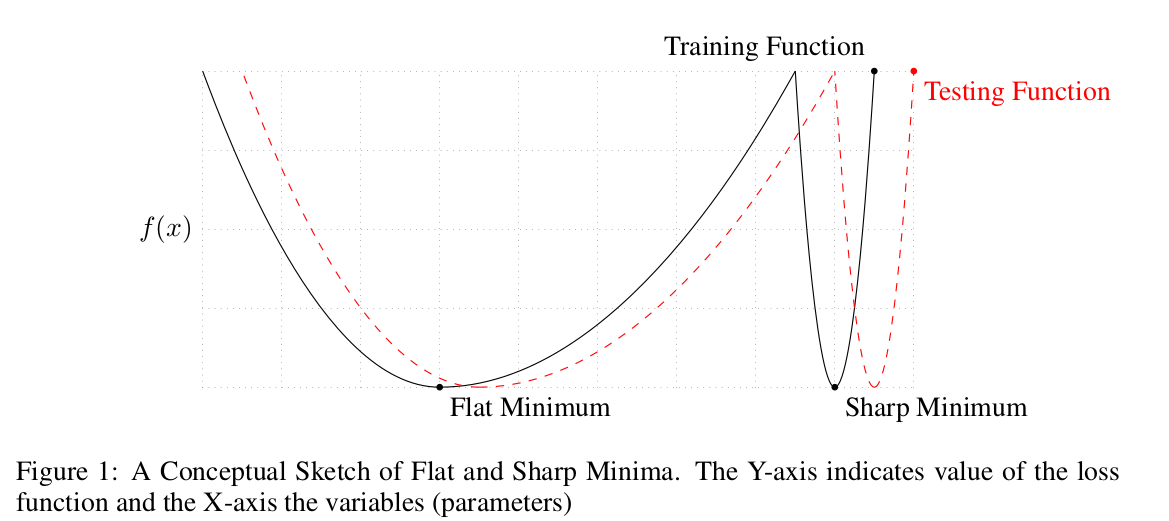 Training Function
Testing Function
f(x)
Flat Minimum
Sharp Minimum
Figure 1: A Conceptual Sketch of Flat and Sharp Minima. The Y-axis indicates value of the loss
function and the X-axis the variables (parameters)